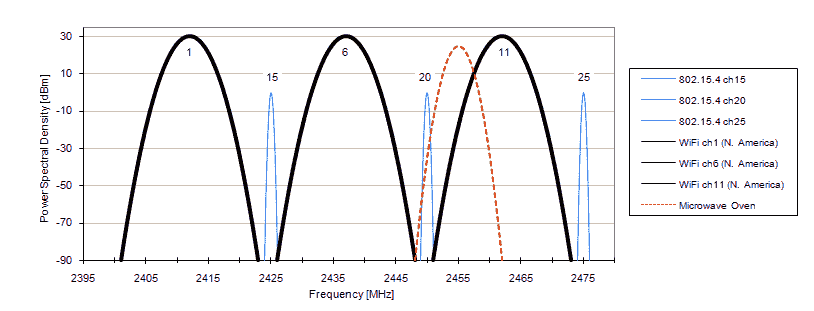 30
10
-10
-30
-50
-70
-90
Power Spectral Density [dBm]
1
6
11
15
20
25
2395
2405
2415
2425
2435
2445
2455
2465
2475
Frequency [MHz]
802.15.4 ch15
802.15.4 ch20
802.15.4 ch25
WiFi ch1 (N. America)
WiFi ch6 (N. America)
WiFi ch11 (N. America)
Microwave Oven